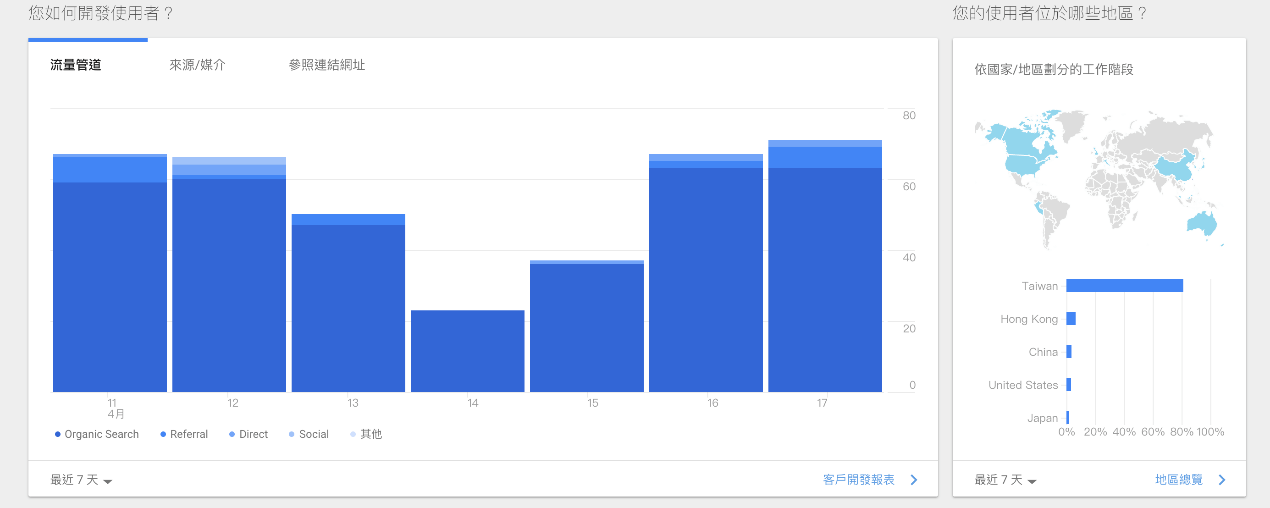 您如何開發使用者？
流量管道 來源/媒介 參照連結網址
80
60
40
20
0
11 12 13 14 15 16 17
4月
Organic Search Referral Direct Social 其他
最近 7 天 客戶開發報表
您的使用者位於哪些地區？
依國家/地區劃分的工作階段
Taiwan
Hong Kong
China
United States
Japan
0% 20% 40% 60% 80% 100%
最近 7 天 地區總覽